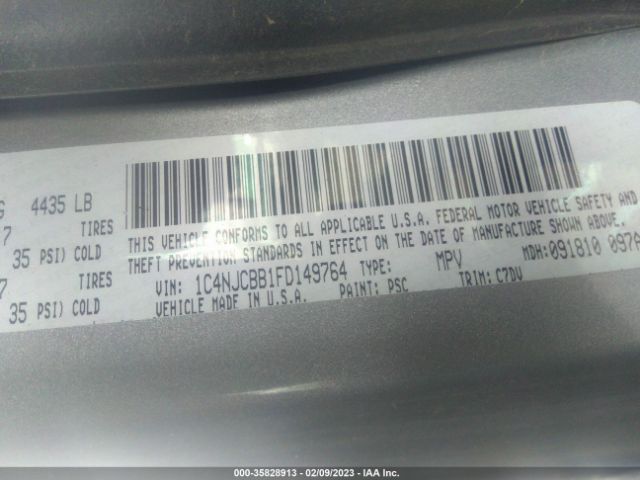 4435 LB
TIRES
35 PSI) COLD
TIRES
35 PSI) COLD
THIS VEHICLE CONFORMS TO ALL APPLICABLE U.S.A. FEDERAL MOTOR VEHICLE SAFETY AND
THEFT PREVENTION STANDARDS IN EFFECT ON THE DATE OF MANUFACTURE SHOWN ABOVE.
VIN: 1C4NJCBB1FD149764 TYPE: MPV MDH: 091810 097
VEHICLE MADE IN U.S.A. PAINT: PSC TRIM: C7DV
000-35828913 - 02/09/2023 - IAA Inc.